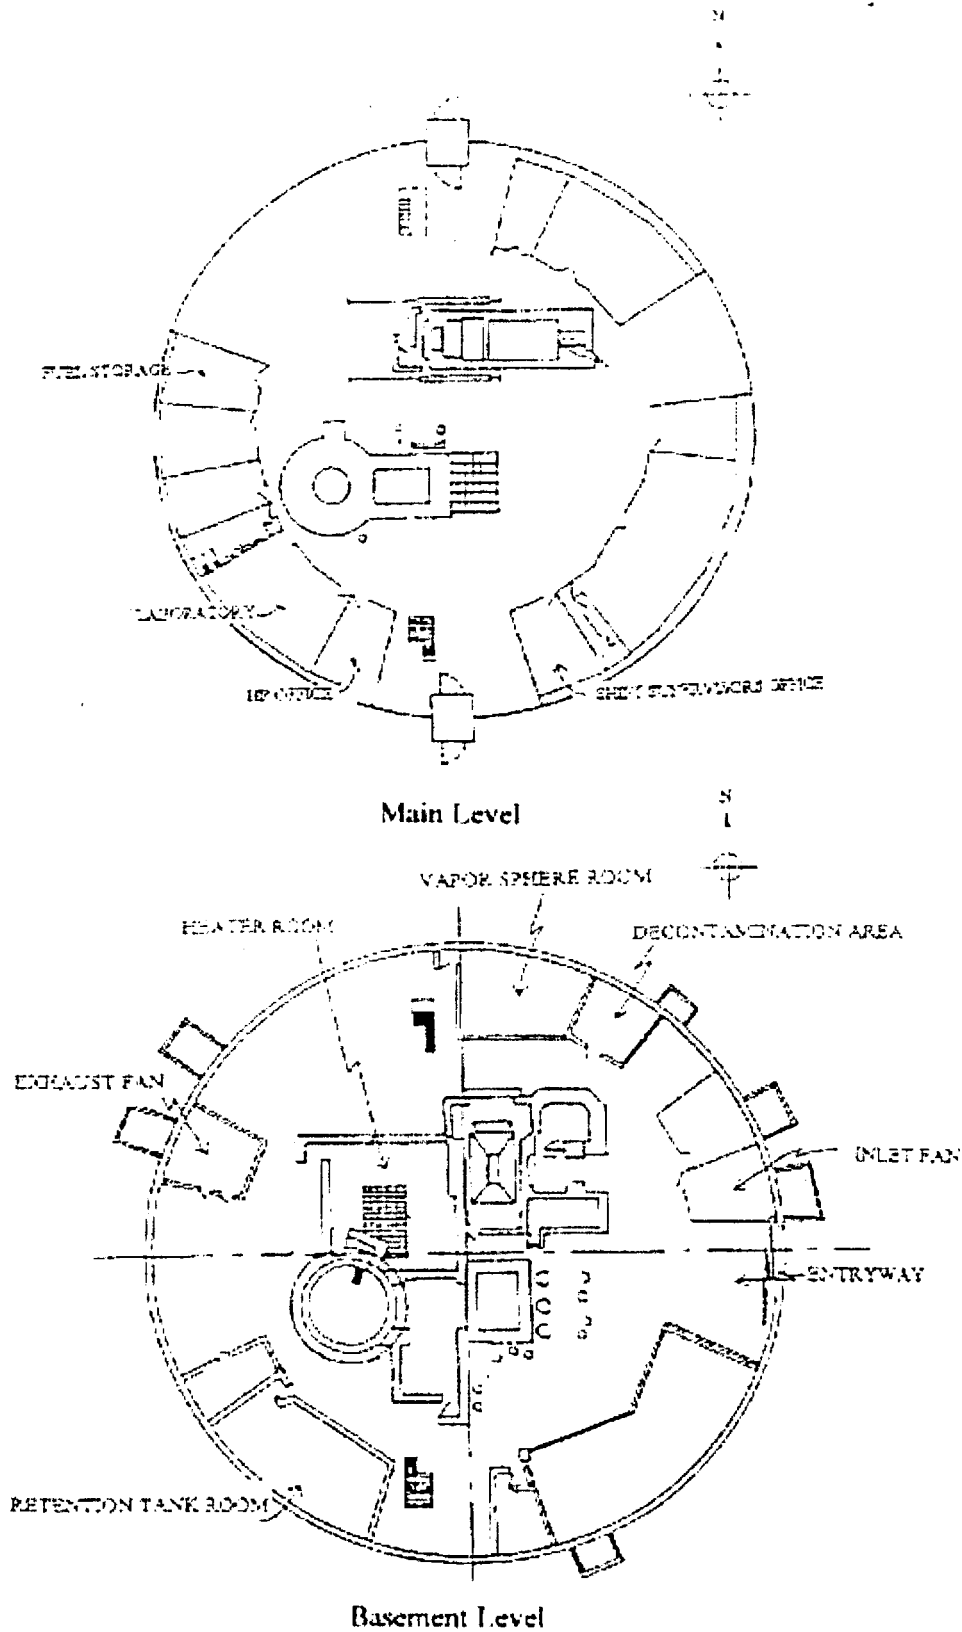 N
FUEL STORAGE
LABORATORY
HP OFFICE
SHIFT SUPERVISORS OFFICE
Main Level
N
VAPOR SPHERE ROOM
HEATER ROOM
DECONTAMINATION AREA
EXHAUST FAN
INLET FAN
ENTRYWAY
RETENTION TANK ROOM
Basement Level